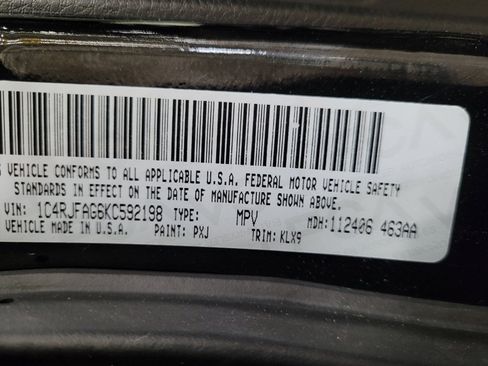 S VEHICLE CONFORMS TO ALL APPLICABLE U.S.A. FEDERAL MOTOR VEHICLE SAFETY
STANDARDS IN EFFECT ON THE DATE OF MANUFACTURE SHOWN ABOVE.
VIN: 1C4RJFAG6KC592198 TYPE: MPV MDH:112406 463AA
VEHICLE MADE IN U.S.A. PAINT: PXJ TRIM: KLX9